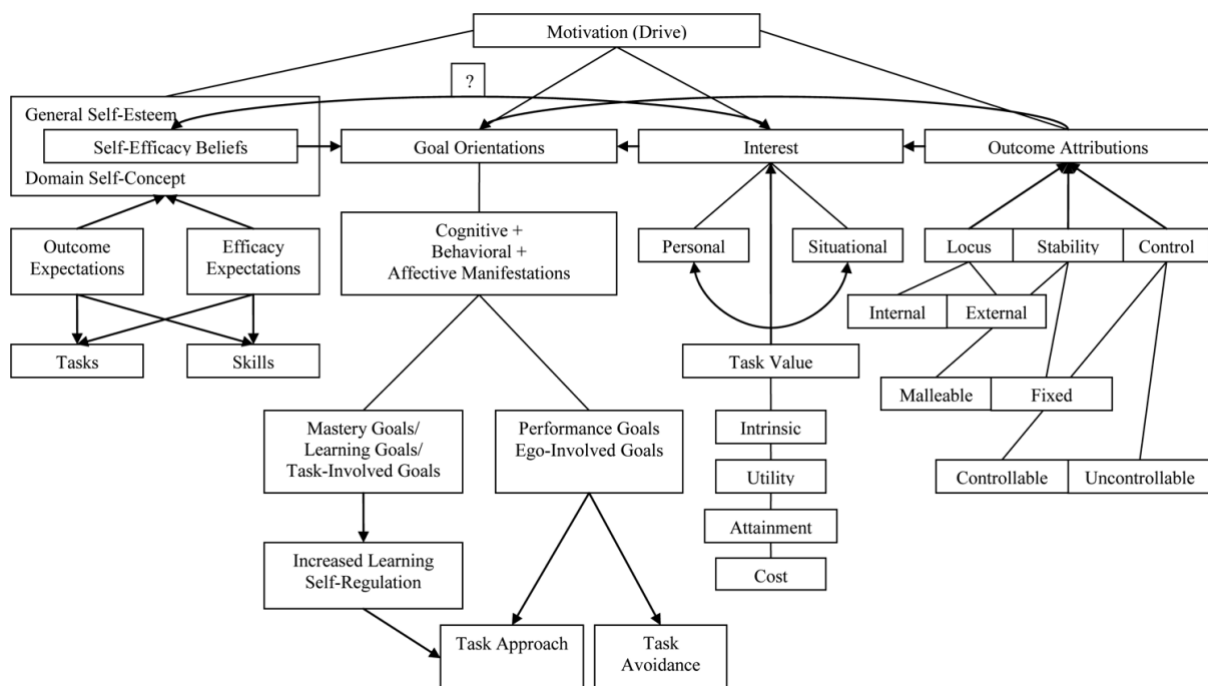 Motivation (Drive)
?
General Self-Esteem
Self-Efficacy Beliefs
Domain Self-Concept
Goal Orientations
Interest
Outcome Attributions
Outcome
Expectations
Efficacy
Expectations
Cognitive +
Behavioral +
Affective Manifestations
Personal
Situational
Locus
Stability
Control
Internal
External
Tasks
Skills
Task Value
Malleable
Fixed
Mastery Goals/
Learning Goals/
Task-Involved Goals
Performance Goals
Ego-Involved Goals
Intrinsic
Utility
Controllable
Uncontrollable
Attainment
Increased Learning
Self-Regulation
Cost
Task Approach
Task
Avoidance